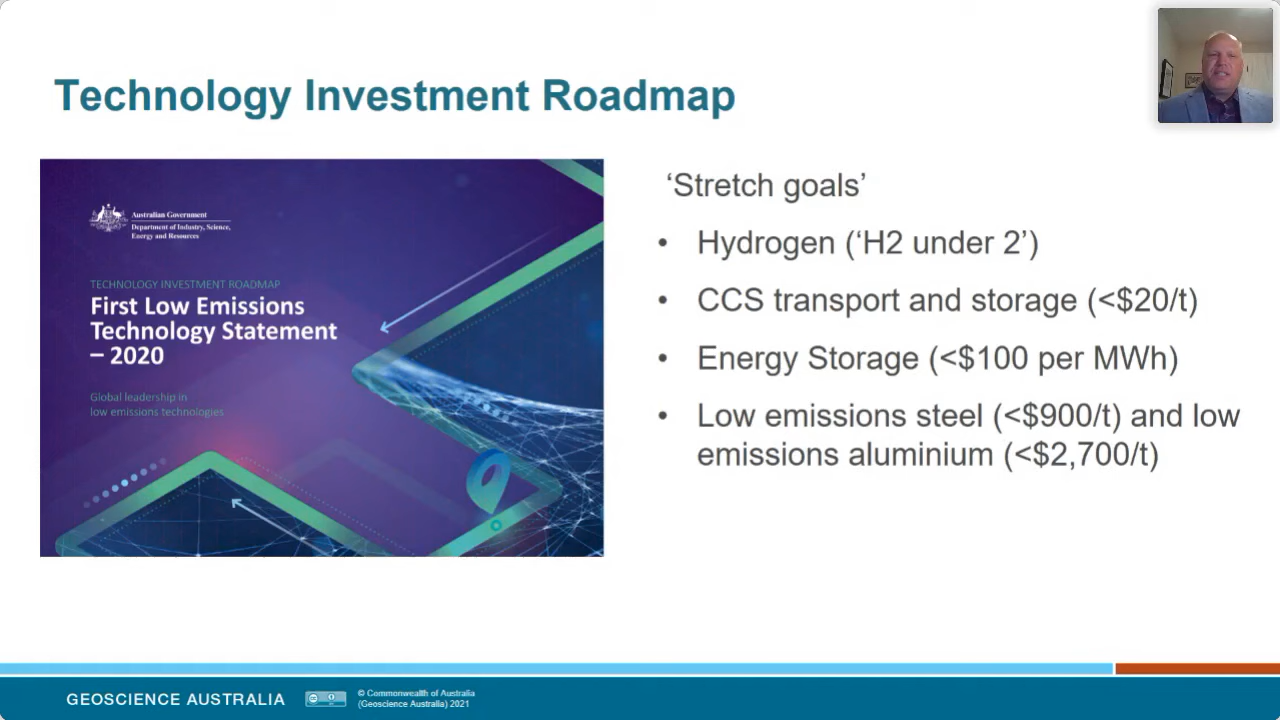 Technology Investment Roadmap
Australian Government
Department of Industry, Science,
Energy and Resources
TECHNOLOGY INVESTMENT ROADMAP
First Low Emissions
Technology Statement
– 2020
Global leadership in
low emissions technologies
‘Stretch goals’
• Hydrogen (‘H2 under 2’)
• CCS transport and storage (<$20/t)
• Energy Storage (<$100 per MWh)
• Low emissions steel (<$900/t) and low
emissions aluminium (<$2,700/t)
GEOSCIENCE AUSTRALIA
© Commonwealth of Australia
(Geoscience Australia) 2021